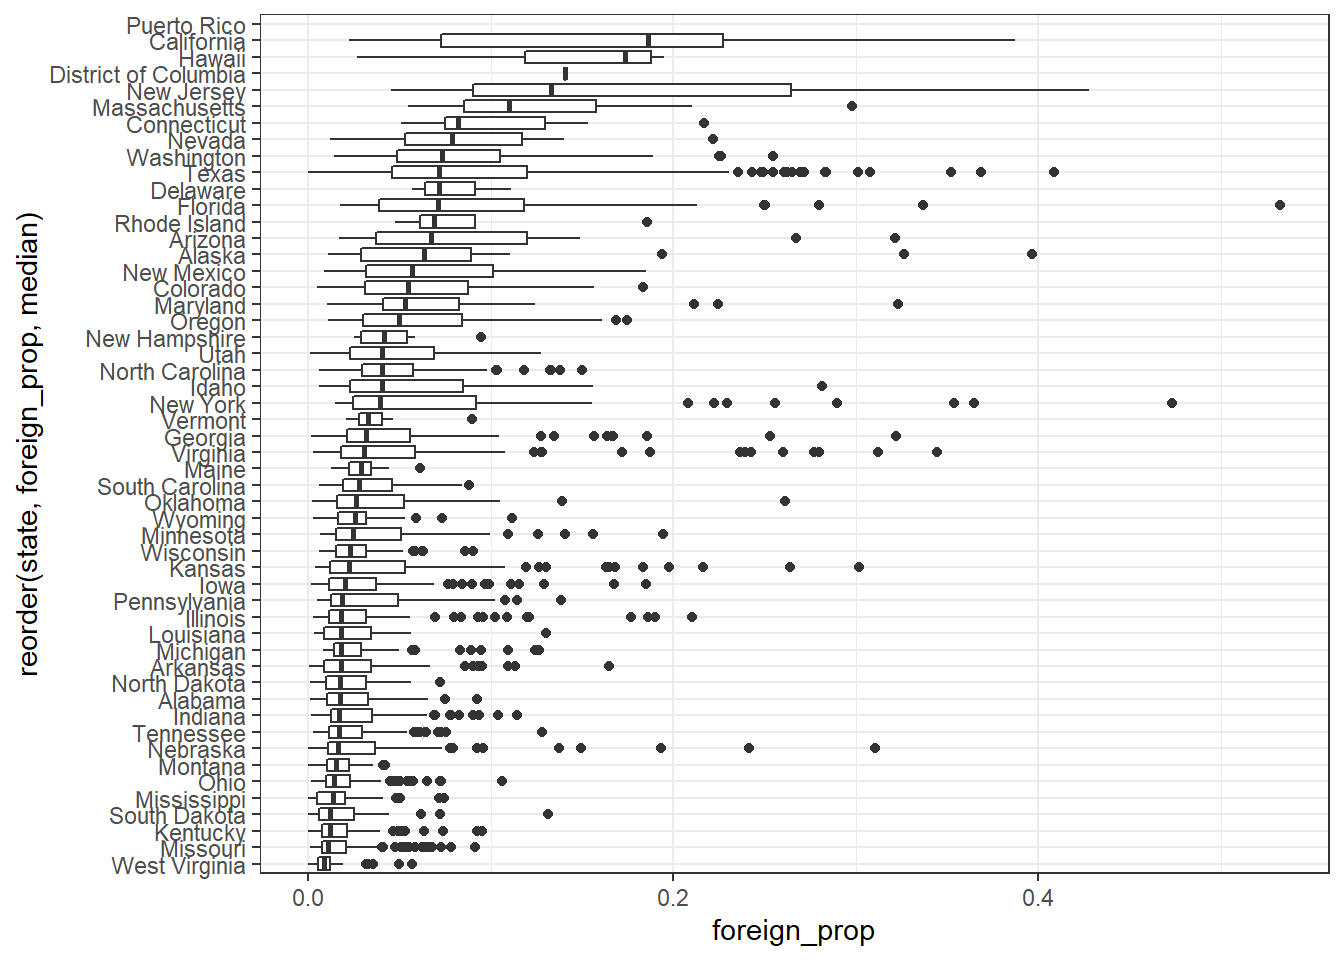 Puerto Rico
California
Hawaii
District of Columbia
New Jersey
Massachusetts
Connecticut
Nevada
Washington
Texas
Delaware
Florida
Rhode Island
Arizona
Alaska
New Mexico
Colorado
Maryland
Oregon
New Hampshire
Utah
North Carolina
Idaho
New York
Vermont
Georgia
Virginia
Maine
South Carolina
Oklahoma
Wyoming
Minnesota
Wisconsin
Kansas
Iowa
Pennsylvania
Illinois
Louisiana
Michigan
Arkansas
North Dakota
Alabama
Indiana
Tennessee
Nebraska
Montana
Ohio
Mississippi
South Dakota
Kentucky
Missouri
West Virginia
reorder(state, foreign_prop, median)
0.0 0.2 0.4
foreign_prop